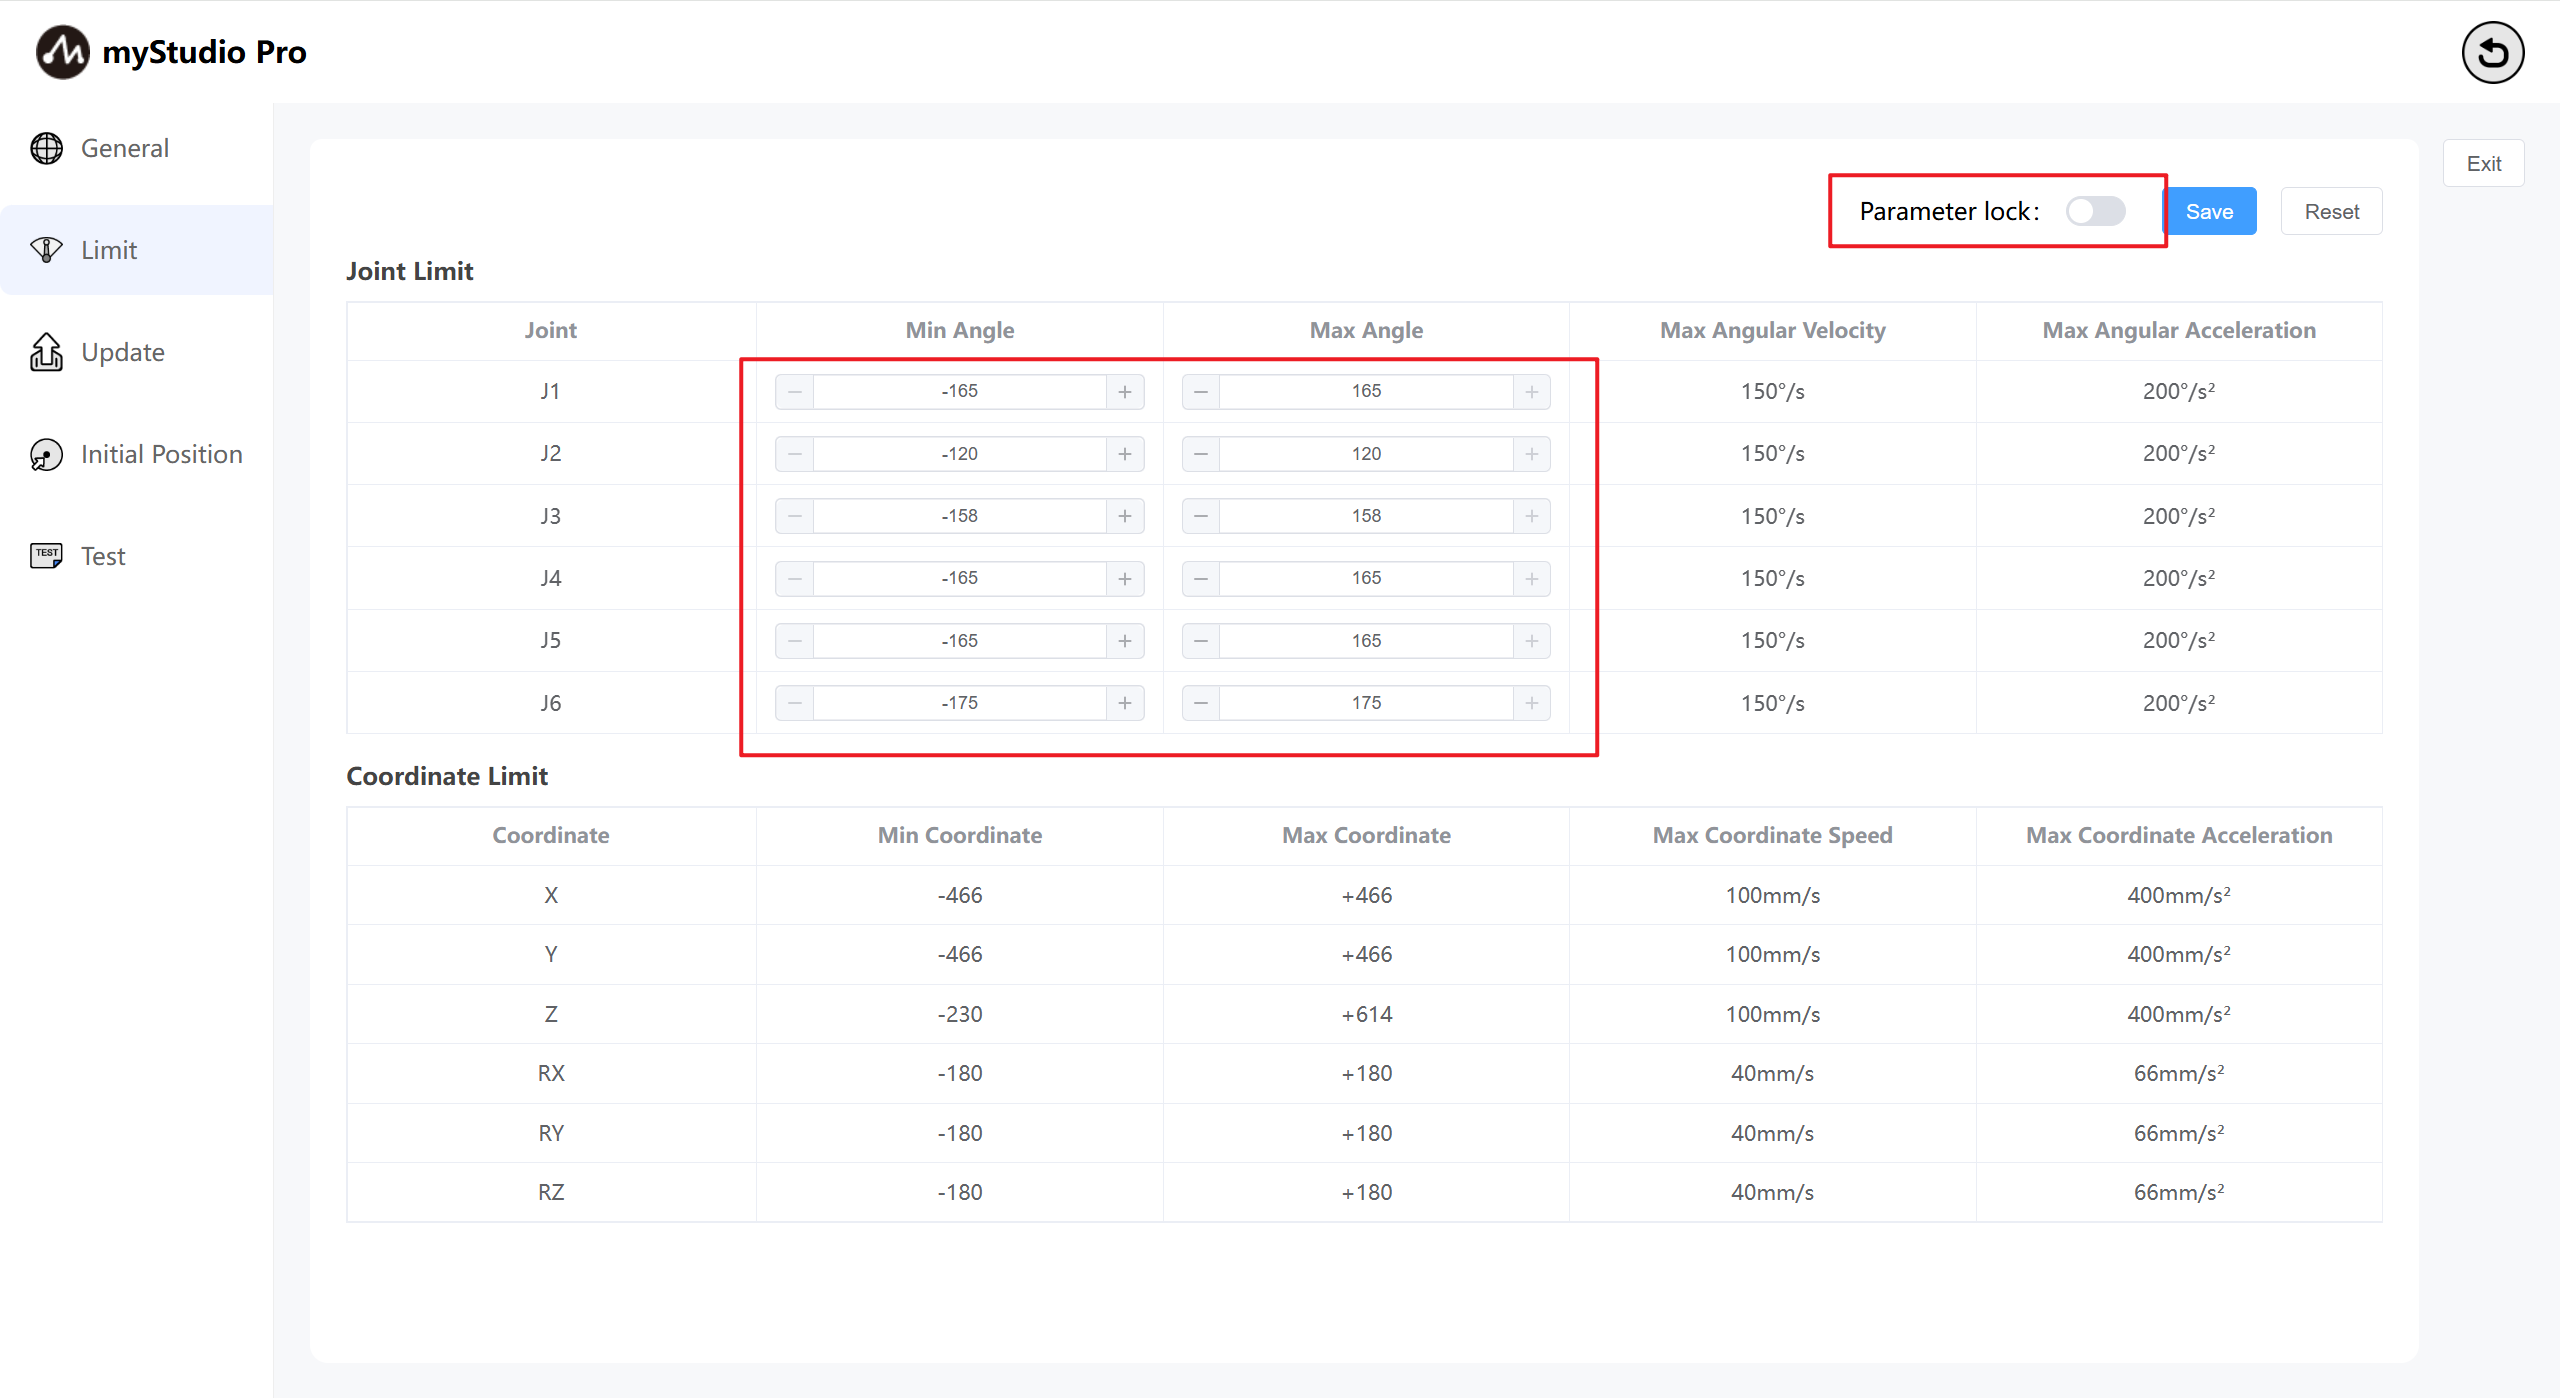 myStudio Pro
General
Limit
Update
Initial Position
TEST Test
Exit
Parameter lock: Save Reset
Joint Limit
Joint Min Angle Max Angle Max Angular Velocity Max Angular Acceleration
J1 -165 165 150°/s 200°/s²
J2 -120 120 150°/s 200°/s²
J3 -158 158 150°/s 200°/s²
J4 -165 165 150°/s 200°/s²
J5 -165 165 150°/s 200°/s²
J6 -175 175 150°/s 200°/s²
Coordinate Limit
Coordinate Min Coordinate Max Coordinate Max Coordinate Speed Max Coordinate Acceleration
X -466 +466 100mm/s 400mm/s²
Y -466 +466 100mm/s 400mm/s²
Z -230 +614 100mm/s 400mm/s²
RX -180 +180 40mm/s 66mm/s²
RY -180 +180 40mm/s 66mm/s²
RZ -180 +180 40mm/s 66mm/s²